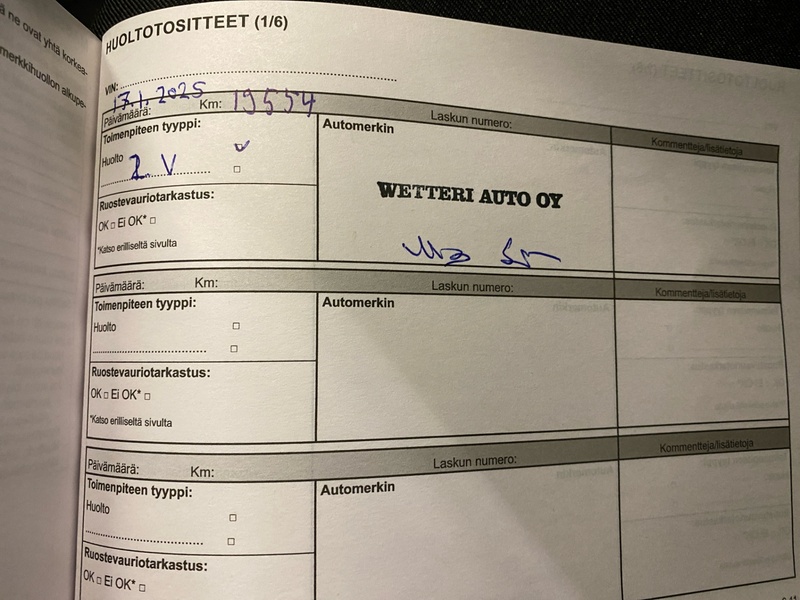 ä ne ovat yhtä korkea-
merkkihuollon alkupe-
HUOLTOTOSITTEET (1/6)
VIN:
17.1.2025
Päivämäärä: Km: 19554 Laskun numero: Kommentteja/lisätietoja
Toimenpiteen tyyppi: Automerkin
Huolto
2. V
WETTERI AUTO OY
Ruostevauriotarkastus:
OK □ Ei OK* □
*Katso erilliseltä sivulta
Päivämäärä: Km: Laskun numero: Kommentteja/lisätietoja
Toimenpiteen tyyppi: Automerkin
Huolto
Ruostevauriotarkastus:
OK □ Ei OK* □
*Katso erilliseltä sivulta
Päivämäärä: Km: Laskun numero: Kommentteja/lisätietoja
Toimenpiteen tyyppi: Automerkin
Huolto
Ruostevauriotarkastus:
OK □ Ei OK* □